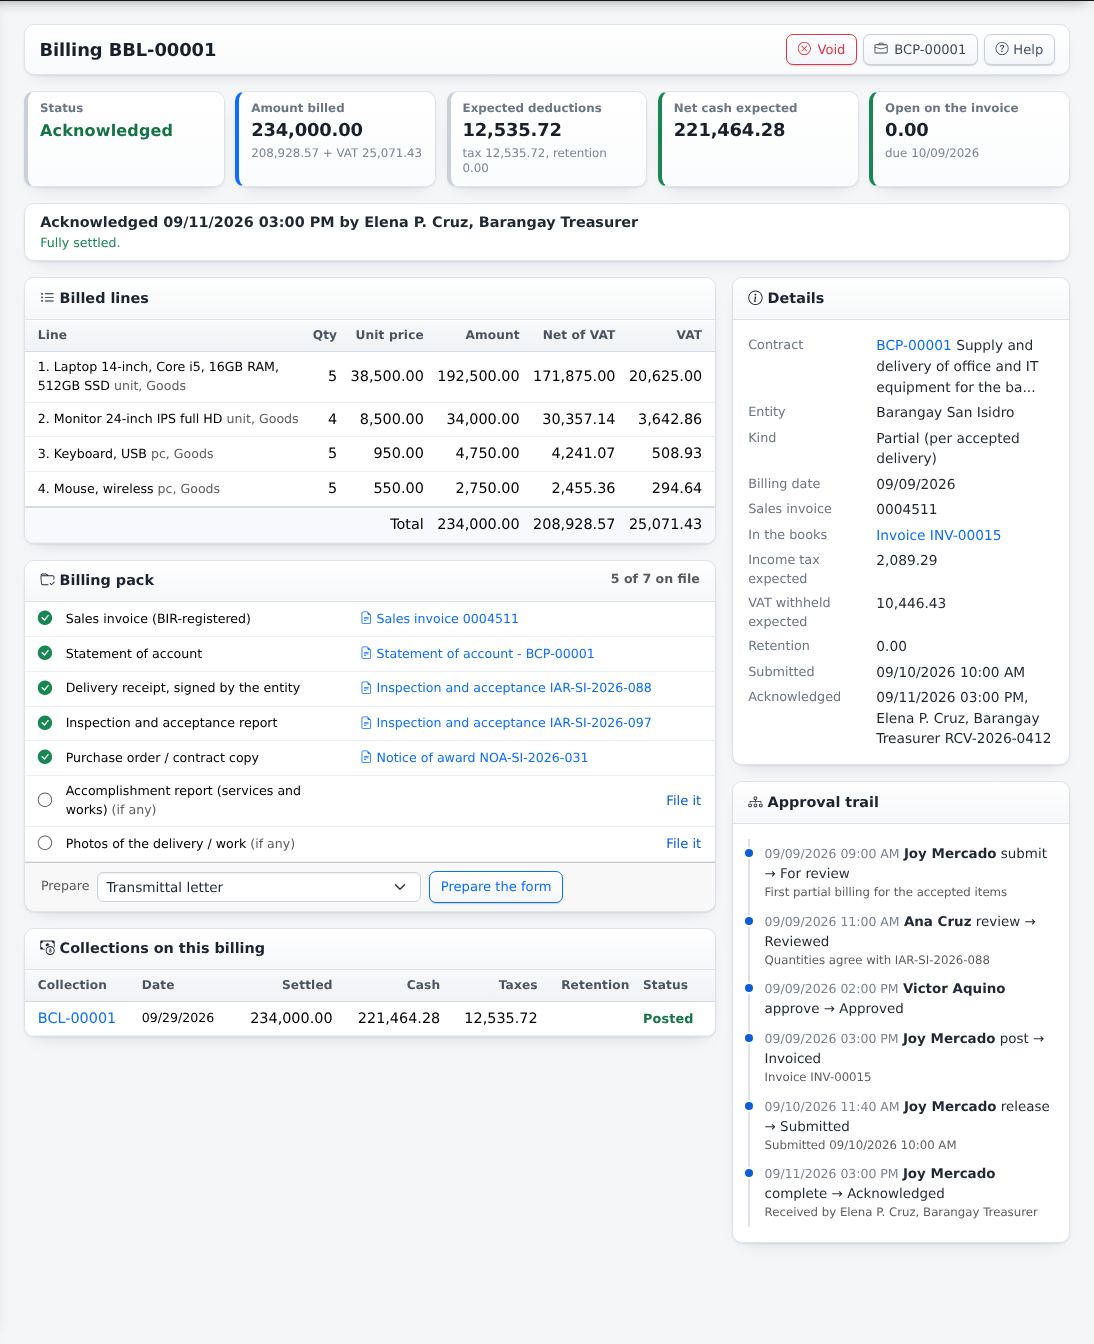 Billing BBL-00001
Void
BCP-00001
Help
Status
Acknowledged
Amount billed
234,000.00
208,928.57 + VAT 25,071.43
Expected deductions
12,535.72
tax 12,535.72, retention
0.00
Net cash expected
221,464.28
Open on the invoice
0.00
due 10/09/2026
Acknowledged 09/11/2026 03:00 PM by Elena P. Cruz, Barangay Treasurer
Fully settled.
Billed lines
Line Qty Unit price Amount Net of VAT VAT
1. Laptop 14-inch, Core i5, 16GB RAM,
512GB SSD unit, Goods 5 38,500.00 192,500.00 171,875.00 20,625.00
2. Monitor 24-inch IPS full HD unit, Goods 4 8,500.00 34,000.00 30,357.14 3,642.86
3. Keyboard, USB pc, Goods 5 950.00 4,750.00 4,241.07 508.93
4. Mouse, wireless pc, Goods 5 550.00 2,750.00 2,455.36 294.64
Total 234,000.00 208,928.57 25,071.43
Billing pack 5 of 7 on file
Sales invoice (BIR-registered) Sales invoice 0004511
Statement of account Statement of account - BCP-00001
Delivery receipt, signed by the entity Inspection and acceptance IAR-SI-2026-088
Inspection and acceptance report Inspection and acceptance IAR-SI-2026-097
Purchase order / contract copy Notice of award NOA-SI-2026-031
Accomplishment report (services and
works) (if any) File it
Photos of the delivery / work (if any) File it
Prepare Transmittal letter Prepare the form
Collections on this billing
Collection Date Settled Cash Taxes Retention Status
BCL-00001 09/29/2026 234,000.00 221,464.28 12,535.72 Posted
Details
Contract BCP-00001 Supply and
delivery of office and IT
equipment for the ba...
Entity Barangay San Isidro
Kind Partial (per accepted
delivery)
Billing date 09/09/2026
Sales invoice 0004511
In the books Invoice INV-00015
Income tax
expected 2,089.29
VAT withheld
expected 10,446.43
Retention 0.00
Submitted 09/10/2026 10:00 AM
Acknowledged 09/11/2026 03:00 PM,
Elena P. Cruz, Barangay
Treasurer RCV-2026-0412
Approval trail
09/09/2026 09:00 AM Joy Mercado submit
→ For review
First partial billing for the accepted items
09/09/2026 11:00 AM Ana Cruz review →
Reviewed
Quantities agree with IAR-SI-2026-088
09/09/2026 02:00 PM Victor Aquino
approve → Approved
09/09/2026 03:00 PM Joy Mercado post →
Invoiced
Invoice INV-00015
09/10/2026 11:40 AM Joy Mercado release
→ Submitted
Submitted 09/10/2026 10:00 AM
09/11/2026 03:00 PM Joy Mercado
complete → Acknowledged
Received by Elena P. Cruz, Barangay Treasurer